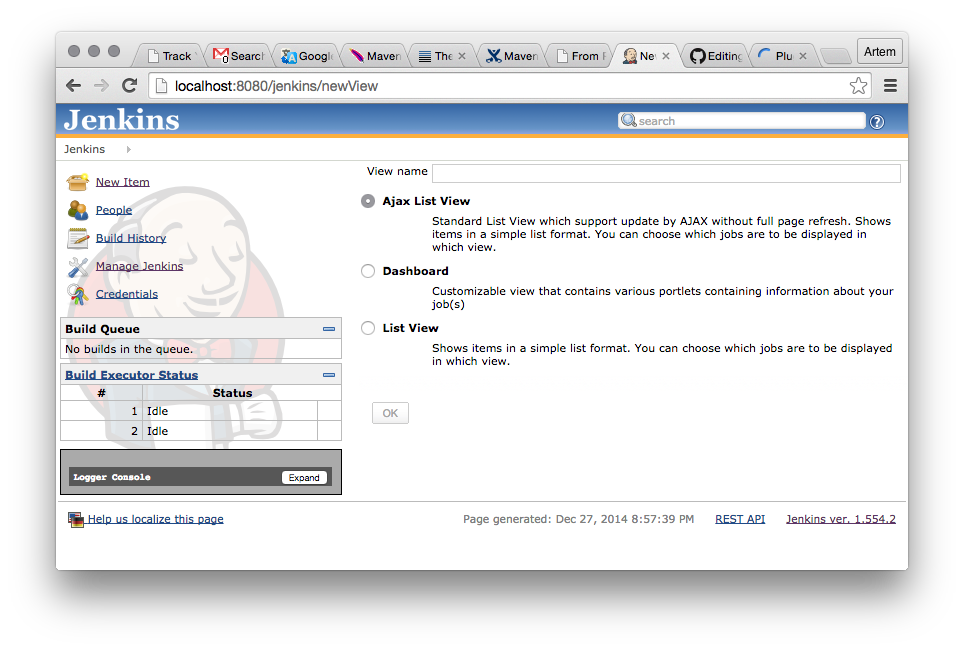 Track
Search
Googl
Maven
The
Maven
From
Ne
Editing
Plu
Artem
localhost:8080/jenkins/newView
Jenkins
search
?
Jenkins
New Item
People
Build History
Manage Jenkins
Credentials
Build Queue
No builds in the queue.
Build Executor Status
# Status
1 Idle
2 Idle
Logger Console Expand
View name
Ajax List View
Standard List View which support update by AJAX without full page refresh. Shows
items in a simple list format. You can choose which jobs are to be displayed in
which view.
Dashboard
Customizable view that contains various portlets containing information about your
job(s)
List View
Shows items in a simple list format. You can choose which jobs are to be displayed
in which view.
OK
Help us localize this page
Page generated: Dec 27, 2014 8:57:39 PM REST API Jenkins ver. 1.554.2